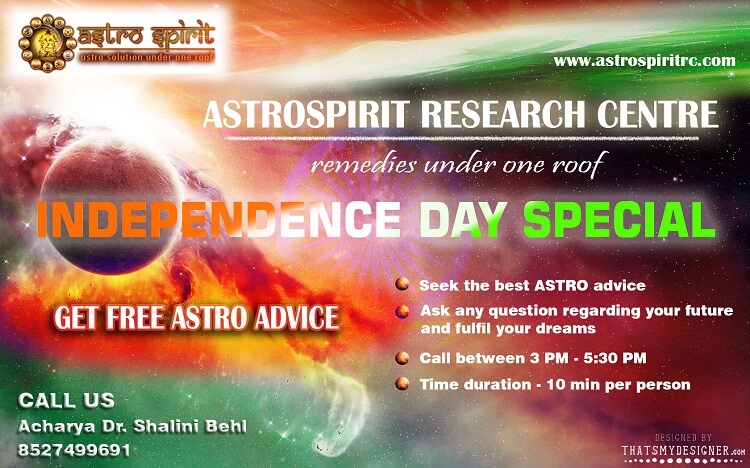 astro spirit
astro solution under one roof
www.astrospiritrc.com
ASTROSPIRIT RESEARCH CENTRE
remedies under one roof
INDEPENDENCE DAY SPECIAL
GET FREE ASTRO ADVICE
Seek the best ASTRO advice
Ask any question regarding your future
and fulfil your dreams
Call between 3 PM - 5:30 PM
Time duration - 10 min per person
CALL US
Acharya Dr. Shalini Behl
8527499691
DESIGNED BY
THATSMYDESIGNER.com